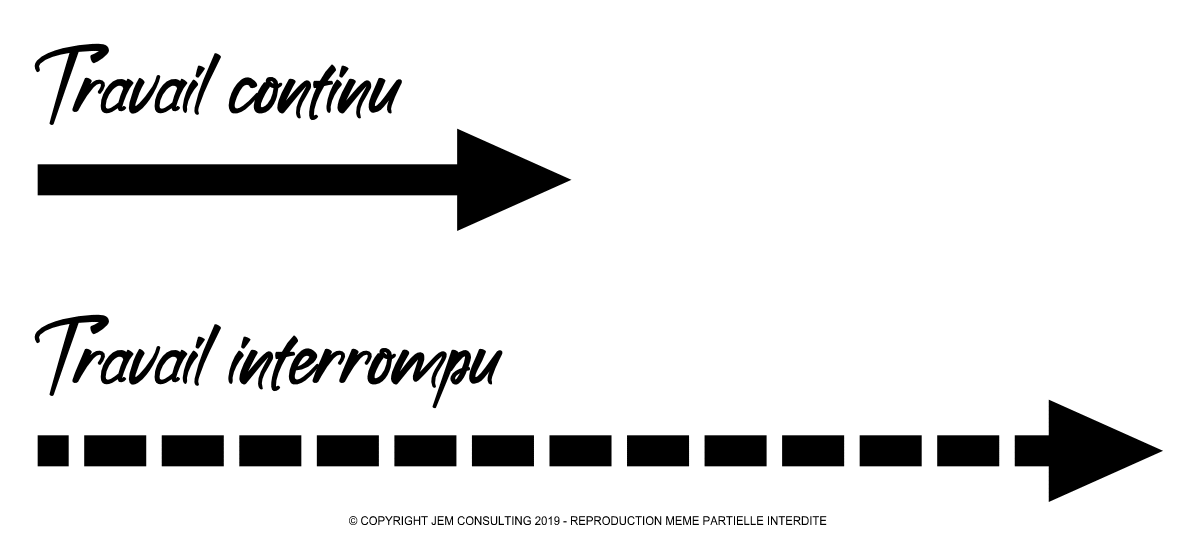 Travail continu
Travail interrompu
© COPYRIGHT JEM CONSULTING 2019 - REPRODUCTION MEME PARTIELLE INTERDITE